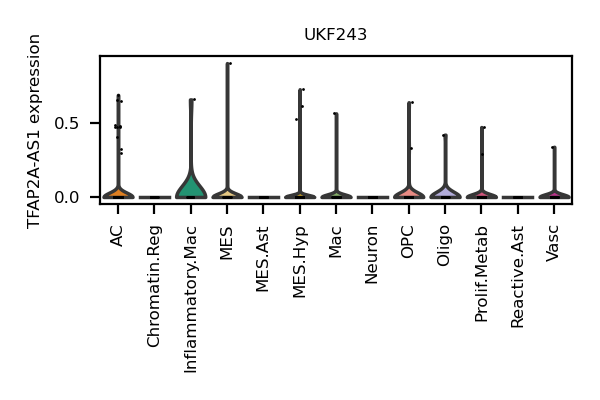 UKF243
TFAP2A-AS1 expression
0.5
0.0
AC
Chromatin.Reg
Inflammatory.Mac
MES
MES.Ast
MES.Hyp
Mac
Neuron
OPC
Oligo
Prolif.Metab
Reactive.Ast
Vasc